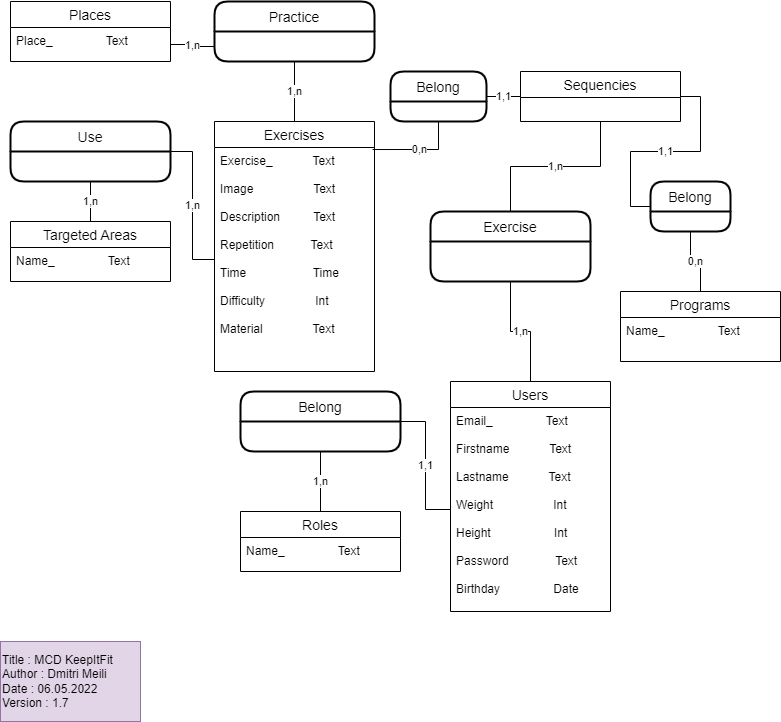 Places
Place_ Text
1,n
Practice
1,n
Belong
1,1
Sequencies
0,n
1,1
1,n
Use
1,n
1,n
Exercises
Exercise_ Text
Image Text
Description Text
Repetition Text
Time Time
Difficulty Int
Material Text
Targeted Areas
Name_ Text
Exercise
1,n
Belong
0,n
Programs
Name_ Text
Users
Email_ Text
Firstname Text
Lastname Text
Weight Int
Height Int
Password Text
Birthday Date
Belong
1,1
1,n
Roles
Name_ Text
Title : MCD KeepItFit
Author : Dmitri Meili
Date : 06.05.2022
Version : 1.7